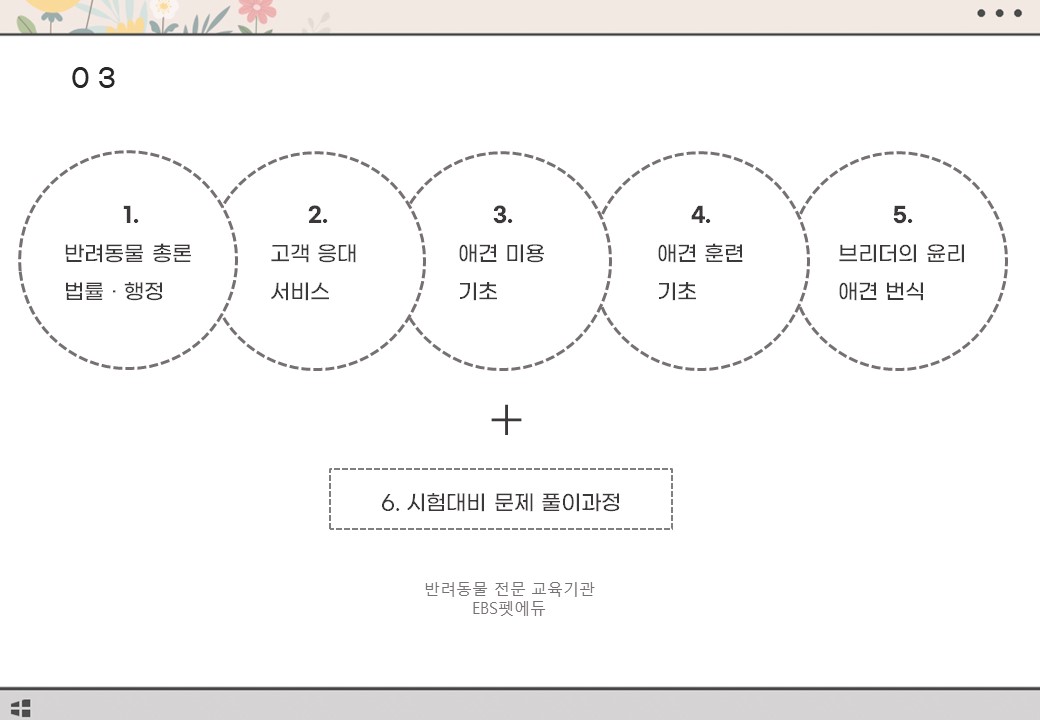 03
1.
반려동물 총론
법률 · 행정
2.
고객 응대
서비스
3.
애견 미용
기초
4.
애견 훈련
기초
5.
브리더의 윤리
애견 번식
+
6. 시험대비 문제 풀이과정
반려동물 전문 교육기관
EBS펫에듀